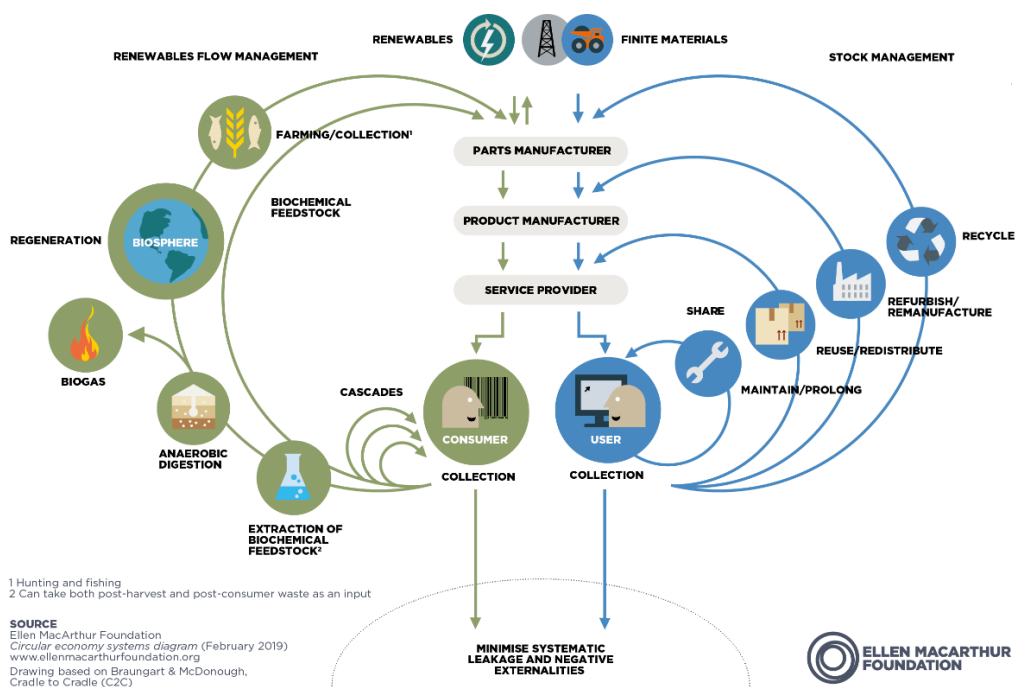 RENEWABLES
FINITE MATERIALS
RENEWABLES FLOW MANAGEMENT
STOCK MANAGEMENT
FARMING/COLLECTION¹
PARTS MANUFACTURER
BIOCHEMICAL
FEEDSTOCK
PRODUCT MANUFACTURER
REGENERATION
BIOSPHERE
RECYCLE
SERVICE PROVIDER
SHARE
REFURBISH/
REMANUFACTURE
REUSE/REDISTRIBUTE
BIOGAS
CASCADES
MAINTAIN/PROLONG
CONSUMER
USER
ANAEROBIC
DIGESTION
COLLECTION
COLLECTION
EXTRACTION OF
BIOCHEMICAL
FEEDSTOCK²
1 Hunting and fishing
2 Can take both post-harvest and post-consumer waste as an input
SOURCE
Ellen MacArthur Foundation
Circular economy systems diagram (February 2019)
www.ellenmacarthurfoundation.org
Drawing based on Braungart & McDonough,
Cradle to Cradle (C2C)
MINIMISE SYSTEMATIC
LEAKAGE AND NEGATIVE
EXTERNALITIES
ELLEN MACARTHUR
FOUNDATION